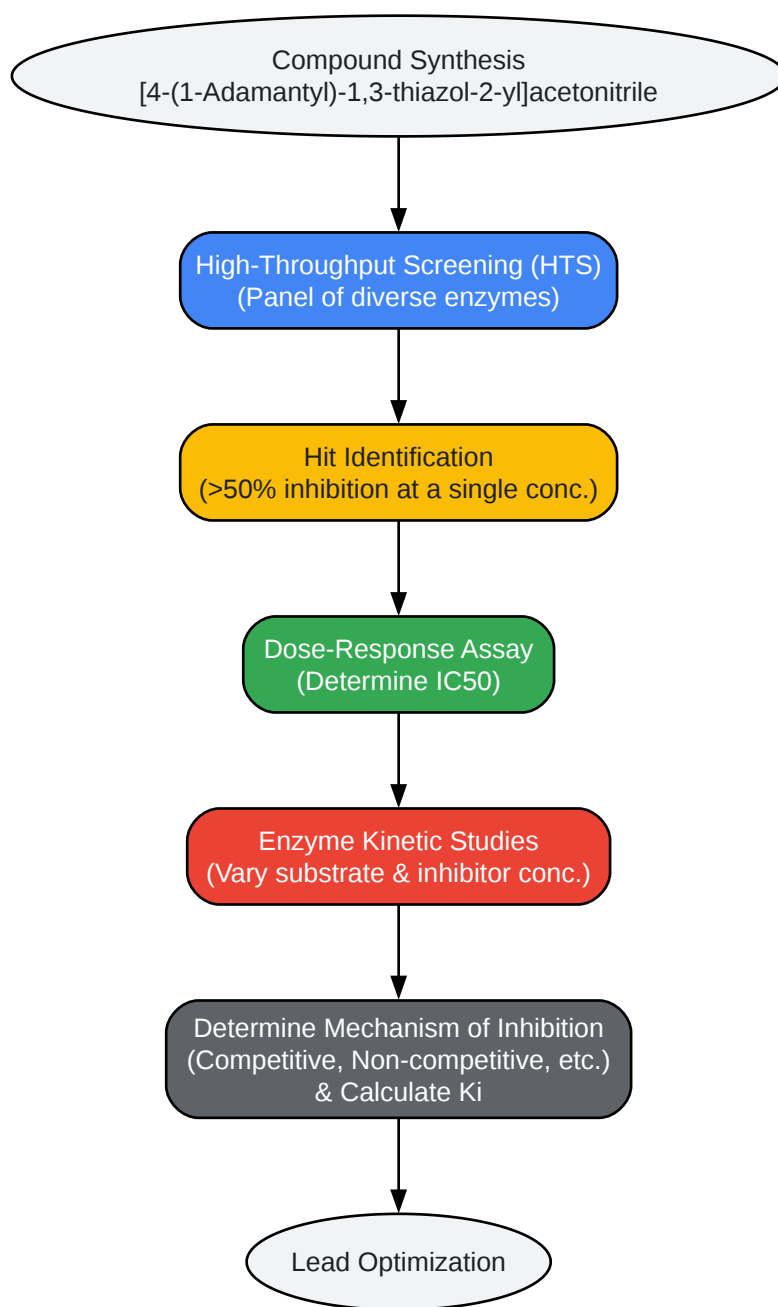 Compound Synthesis
[4-(1-Adamantyl)-1,3-thiazol-2-yl]acetonitrile
High-Throughput Screening (HTS)
(Panel of diverse enzymes)
Hit Identification
(>50% inhibition at a single conc.)
Dose-Response Assay
(Determine IC50)
Enzyme Kinetic Studies
(Vary substrate & inhibitor conc.)
Determine Mechanism of Inhibition
(Competitive, Non-competitive, etc.)
& Calculate Ki
Lead Optimization